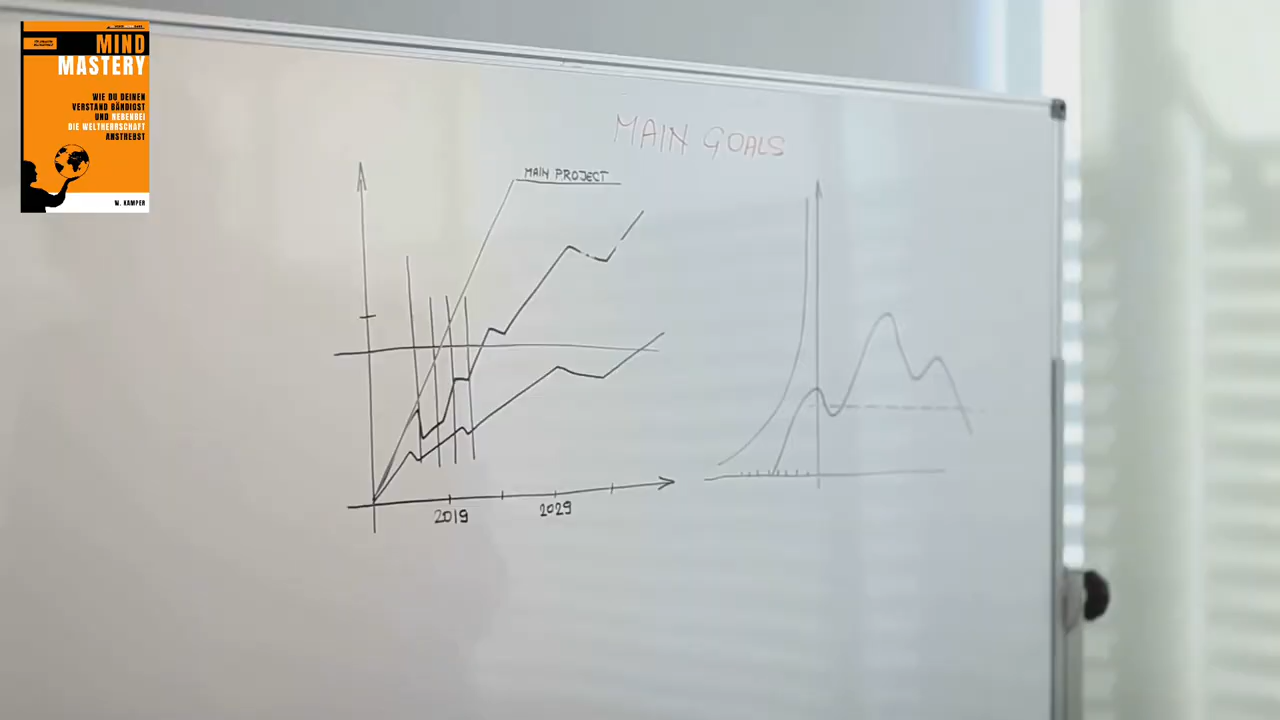 MIND
MASTERY
WIE DU DEINEN
VERSTAND BÄNDIGST
UND NEBENBEI
DIE WELTHERRSCHAFT
ANSTREBST
W. KAMPER
MAIN GOALS
MAIN PROJECT
2019
2029